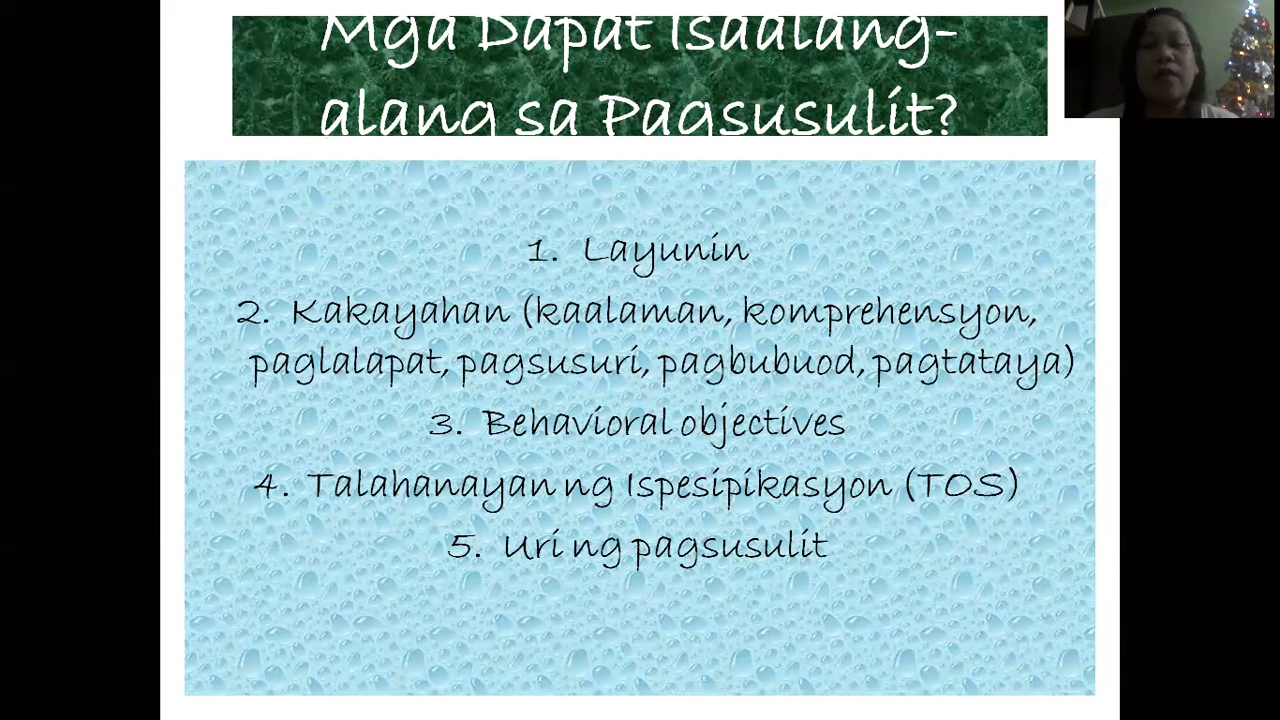 Mga Dapat Isaalang-
alang sa Pagsusulit?
1. Layunin
2. Kakayahan (kaalaman, komprehensyon,
paglalapat, pagsusuri, pagbubuod, pagtataya)
3. Behavioral objectives
4. Talahanayan ng Ispesipikasyon (TOS)
5. Uri ng pagsusulit